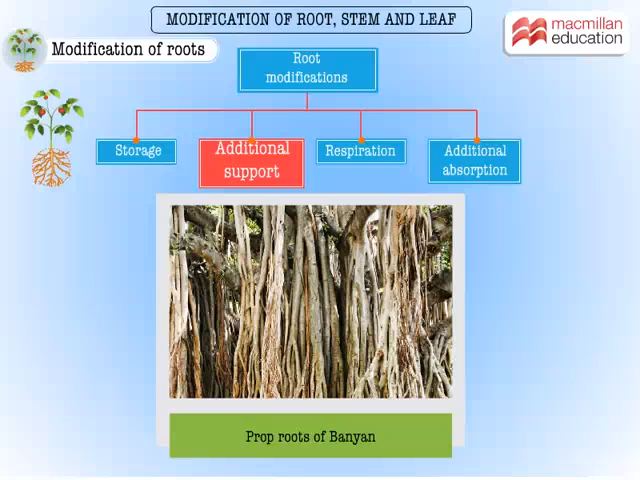 MODIFICATION OF ROOT, STEM AND LEAF
macmillan
education
Modification of roots
Root
modifications
Storage
Additional
support
Respiration
Additional
absorption
Prop roots of Banyan